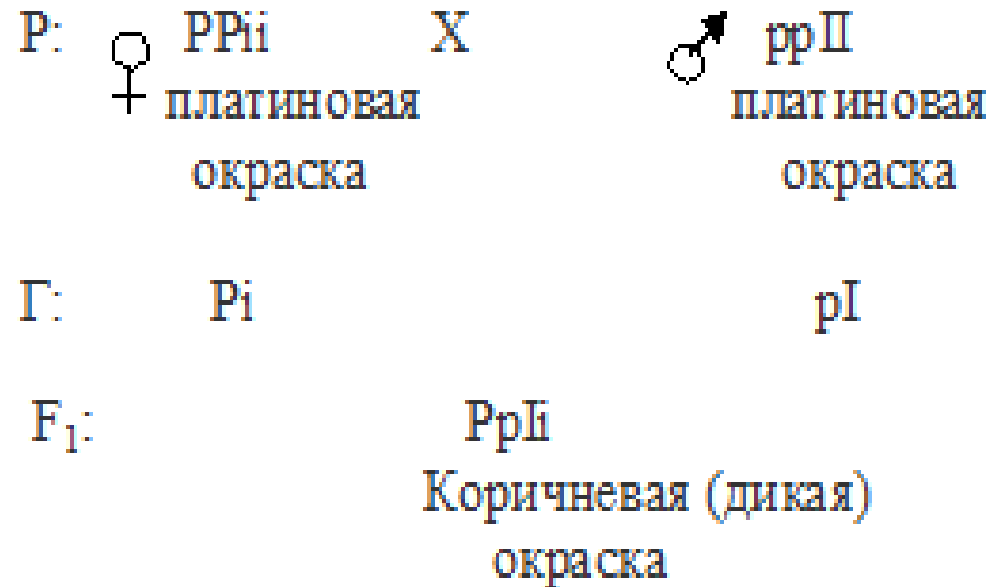 P: PPii X ppII
платиновая платиновая
окраска окраска
Г: Pi pI
F₁: PpIi
Коричневая (дикая)
окраска